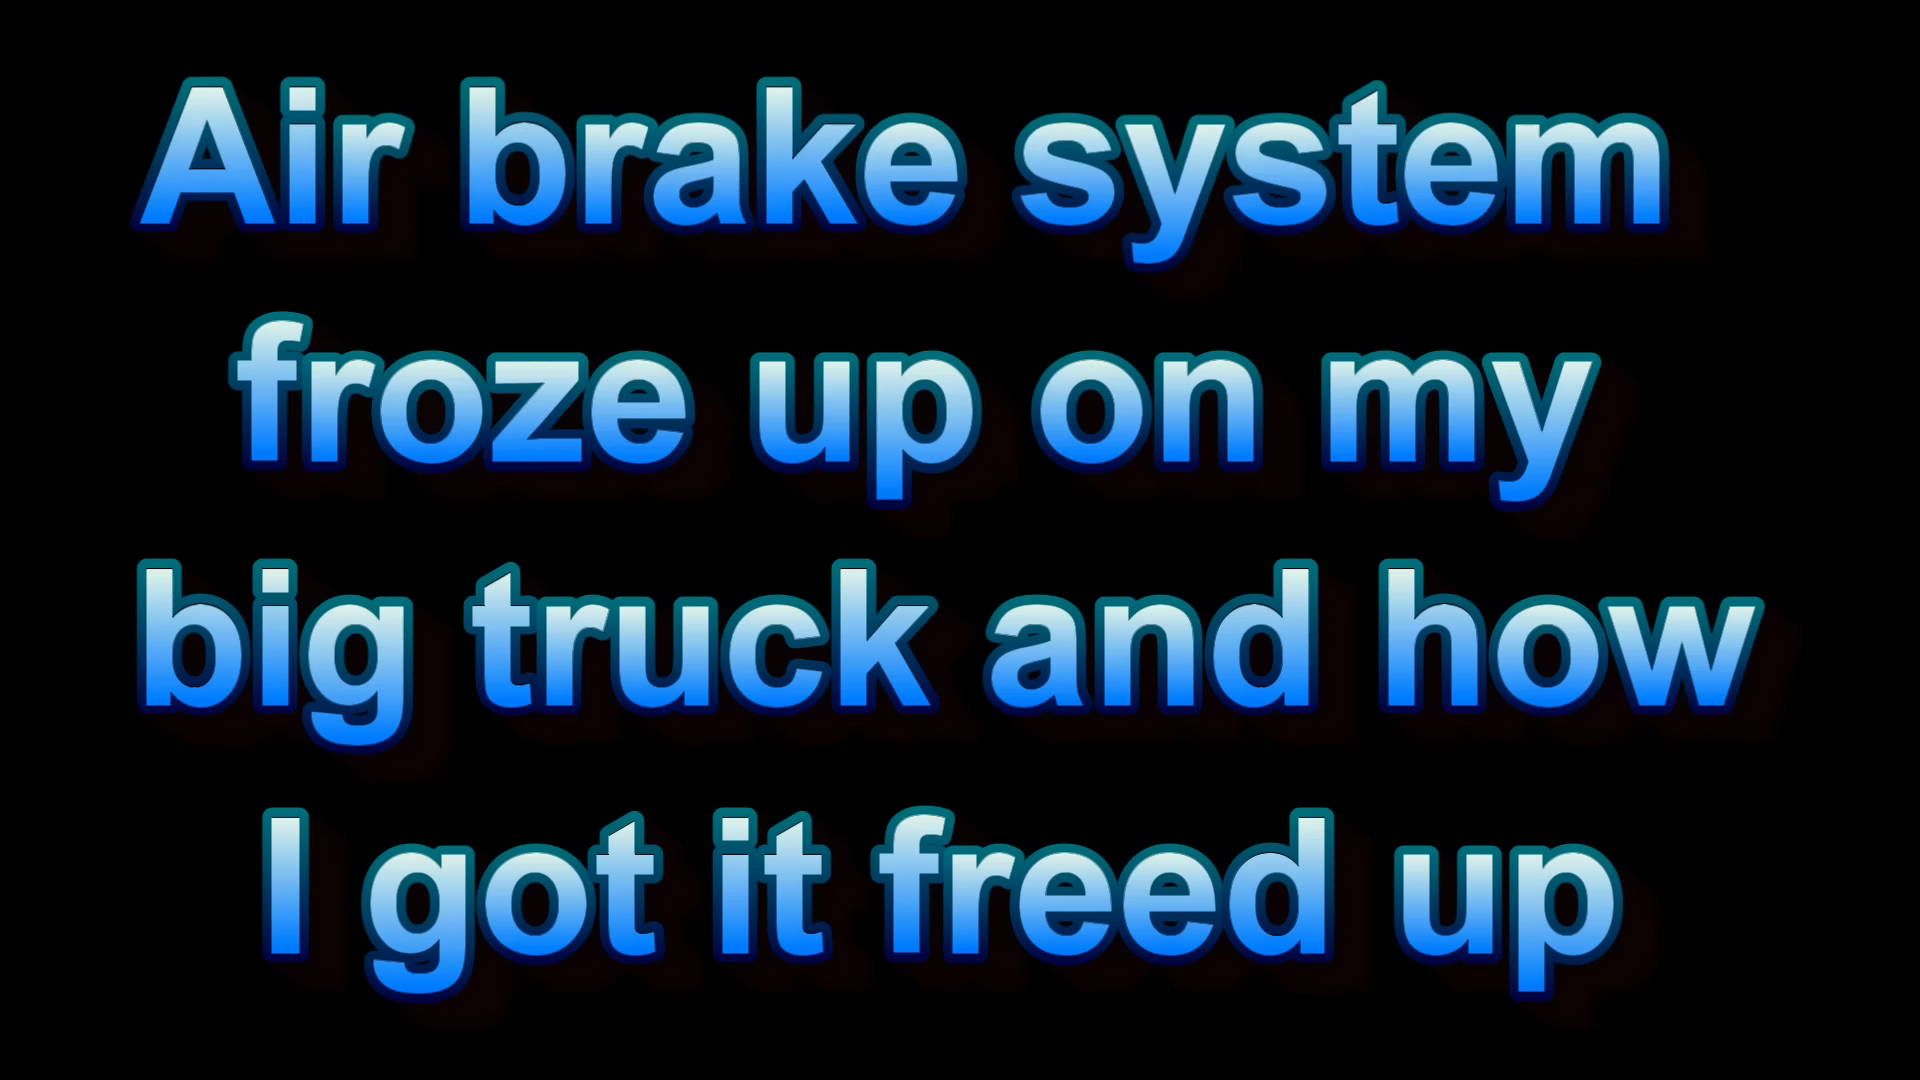 Air brake system
froze up on my
big truck and how
I got it freed up